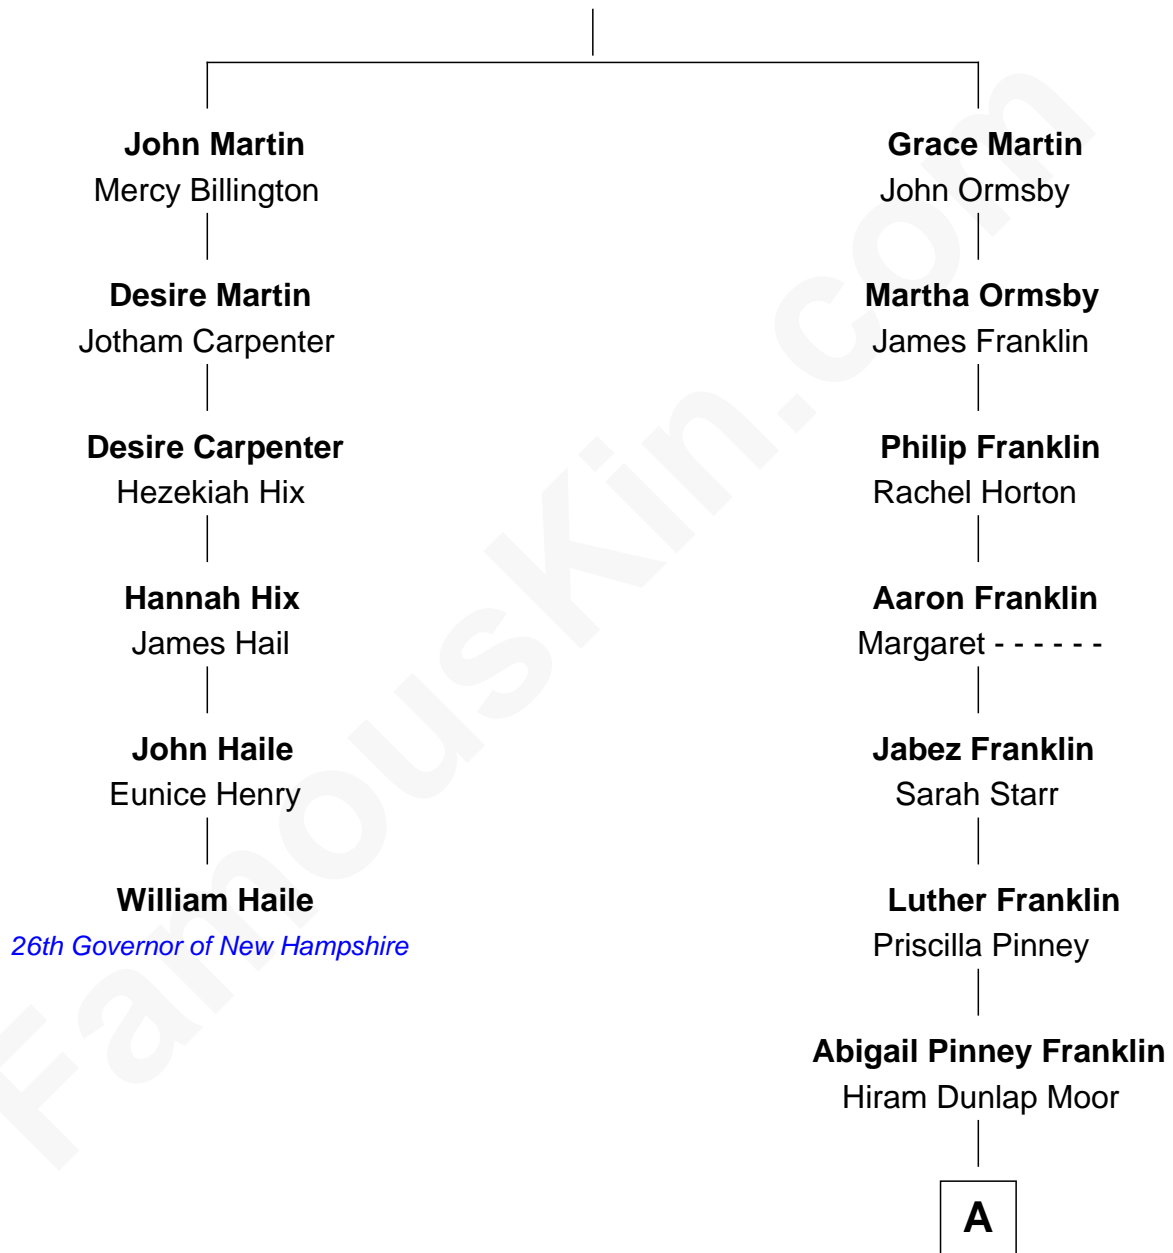 John Martin
Mercy Billington
Desire Martin
Jotham Carpenter
Desire Carpenter
Hezekiah Hix
Hannah Hix
James Hail
John Haile
Eunice Henry
William Haile
26th Governor of New Hampshire
Grace Martin
John Ormsby
Martha Ormsby
James Franklin
Philip Franklin
Rachel Horton
Aaron Franklin
Margaret - - - - - -
Jabez Franklin
Sarah Starr
Luther Franklin
Priscilla Pinney
Abigail Pinney Franklin
Hiram Dunlap Moor
A
FamousKin.com